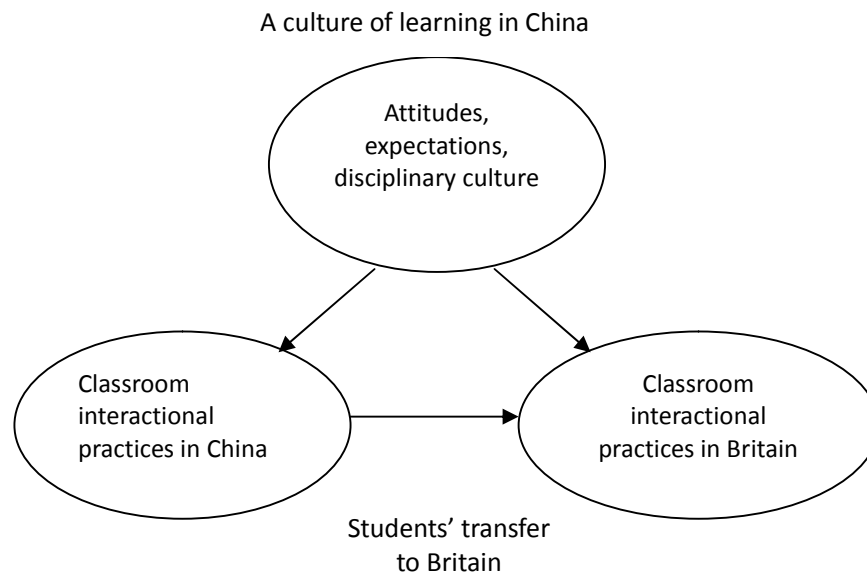 A culture of learning in China
Attitudes,
expectations,
disciplinary culture
Classroom
interactional
practices in China
Classroom
interactional
practices in Britain
Students’ transfer
to Britain